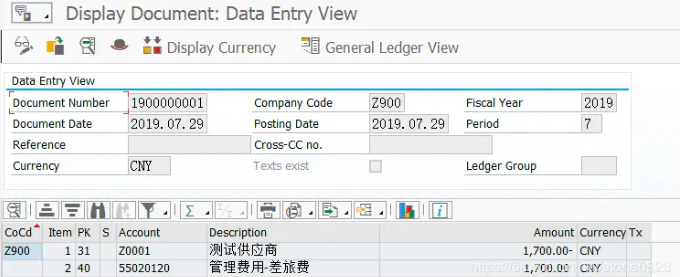 Display Document: Data Entry View
Display Currency General Ledger View
Data Entry View
Document Number 1900000001 Company Code Z900 Fiscal Year 2019
Document Date 2019.07.29 Posting Date 2019.07.29 Period 7
Reference Cross-CC no.
Currency CNY Texts exist Ledger Group
CoCd Item PK S Account Description Amount Currency Tx
Z900 1 31 Z0001 测试供应商 1,700.00- CNY
2 40 55020120 管理费用-差旅费 1,700.00 CNY